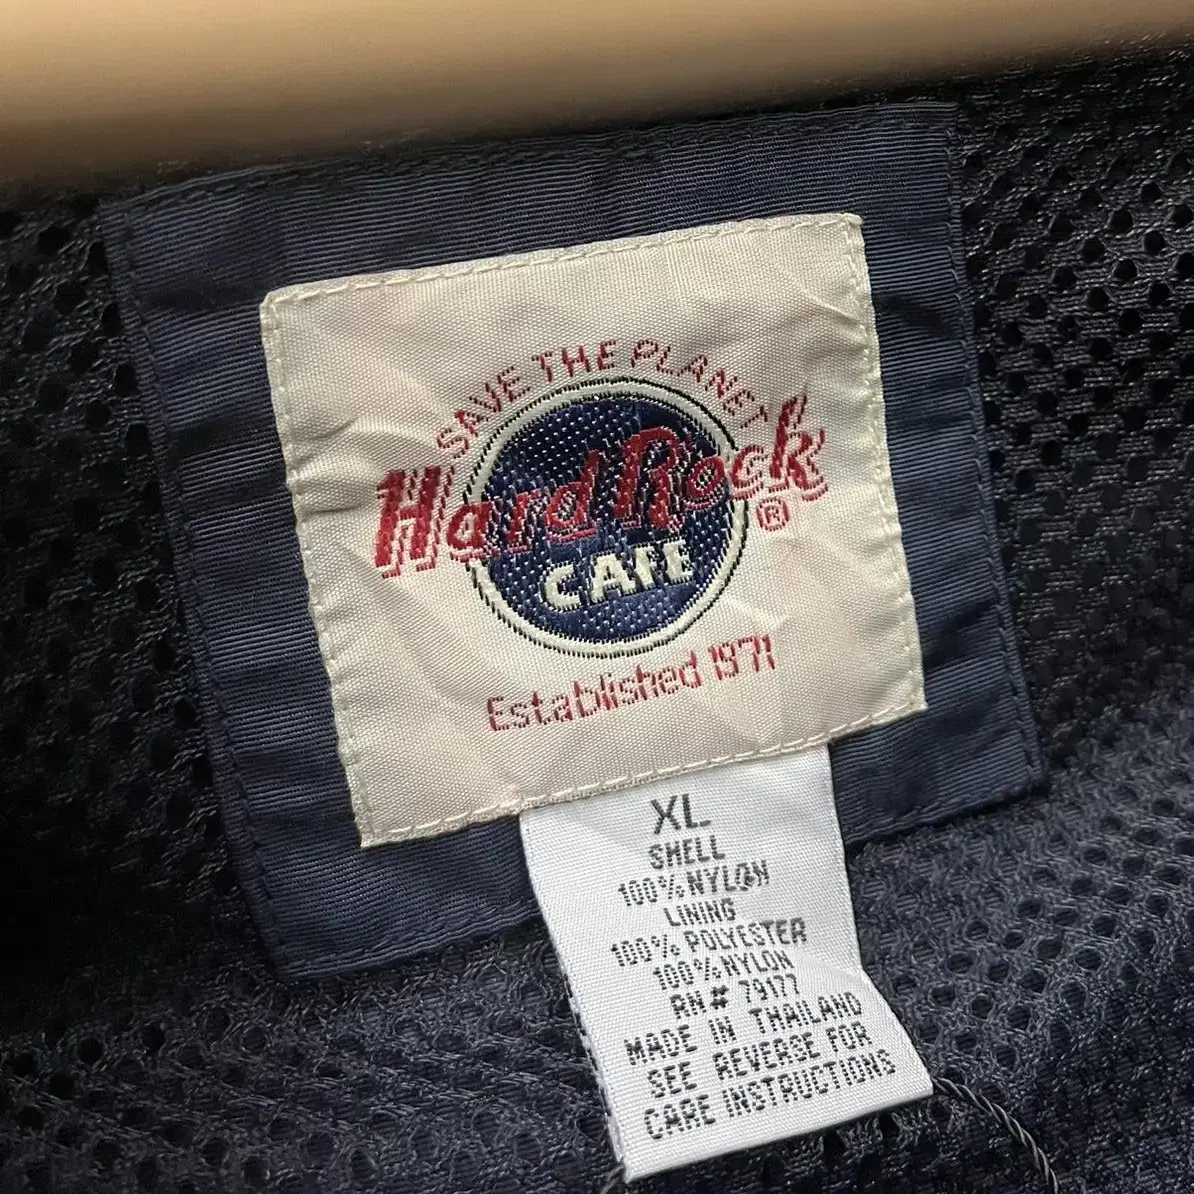 SAVE THE PLANET
Hard Rock ®
CAFE
Established 1971
XL
SHELL
100% NYLON
LINING
100% POLYESTER
100% NYLON
RN# 79177
MADE IN THAILAND
SEE REVERSE FOR
CARE INSTRUCTIONS